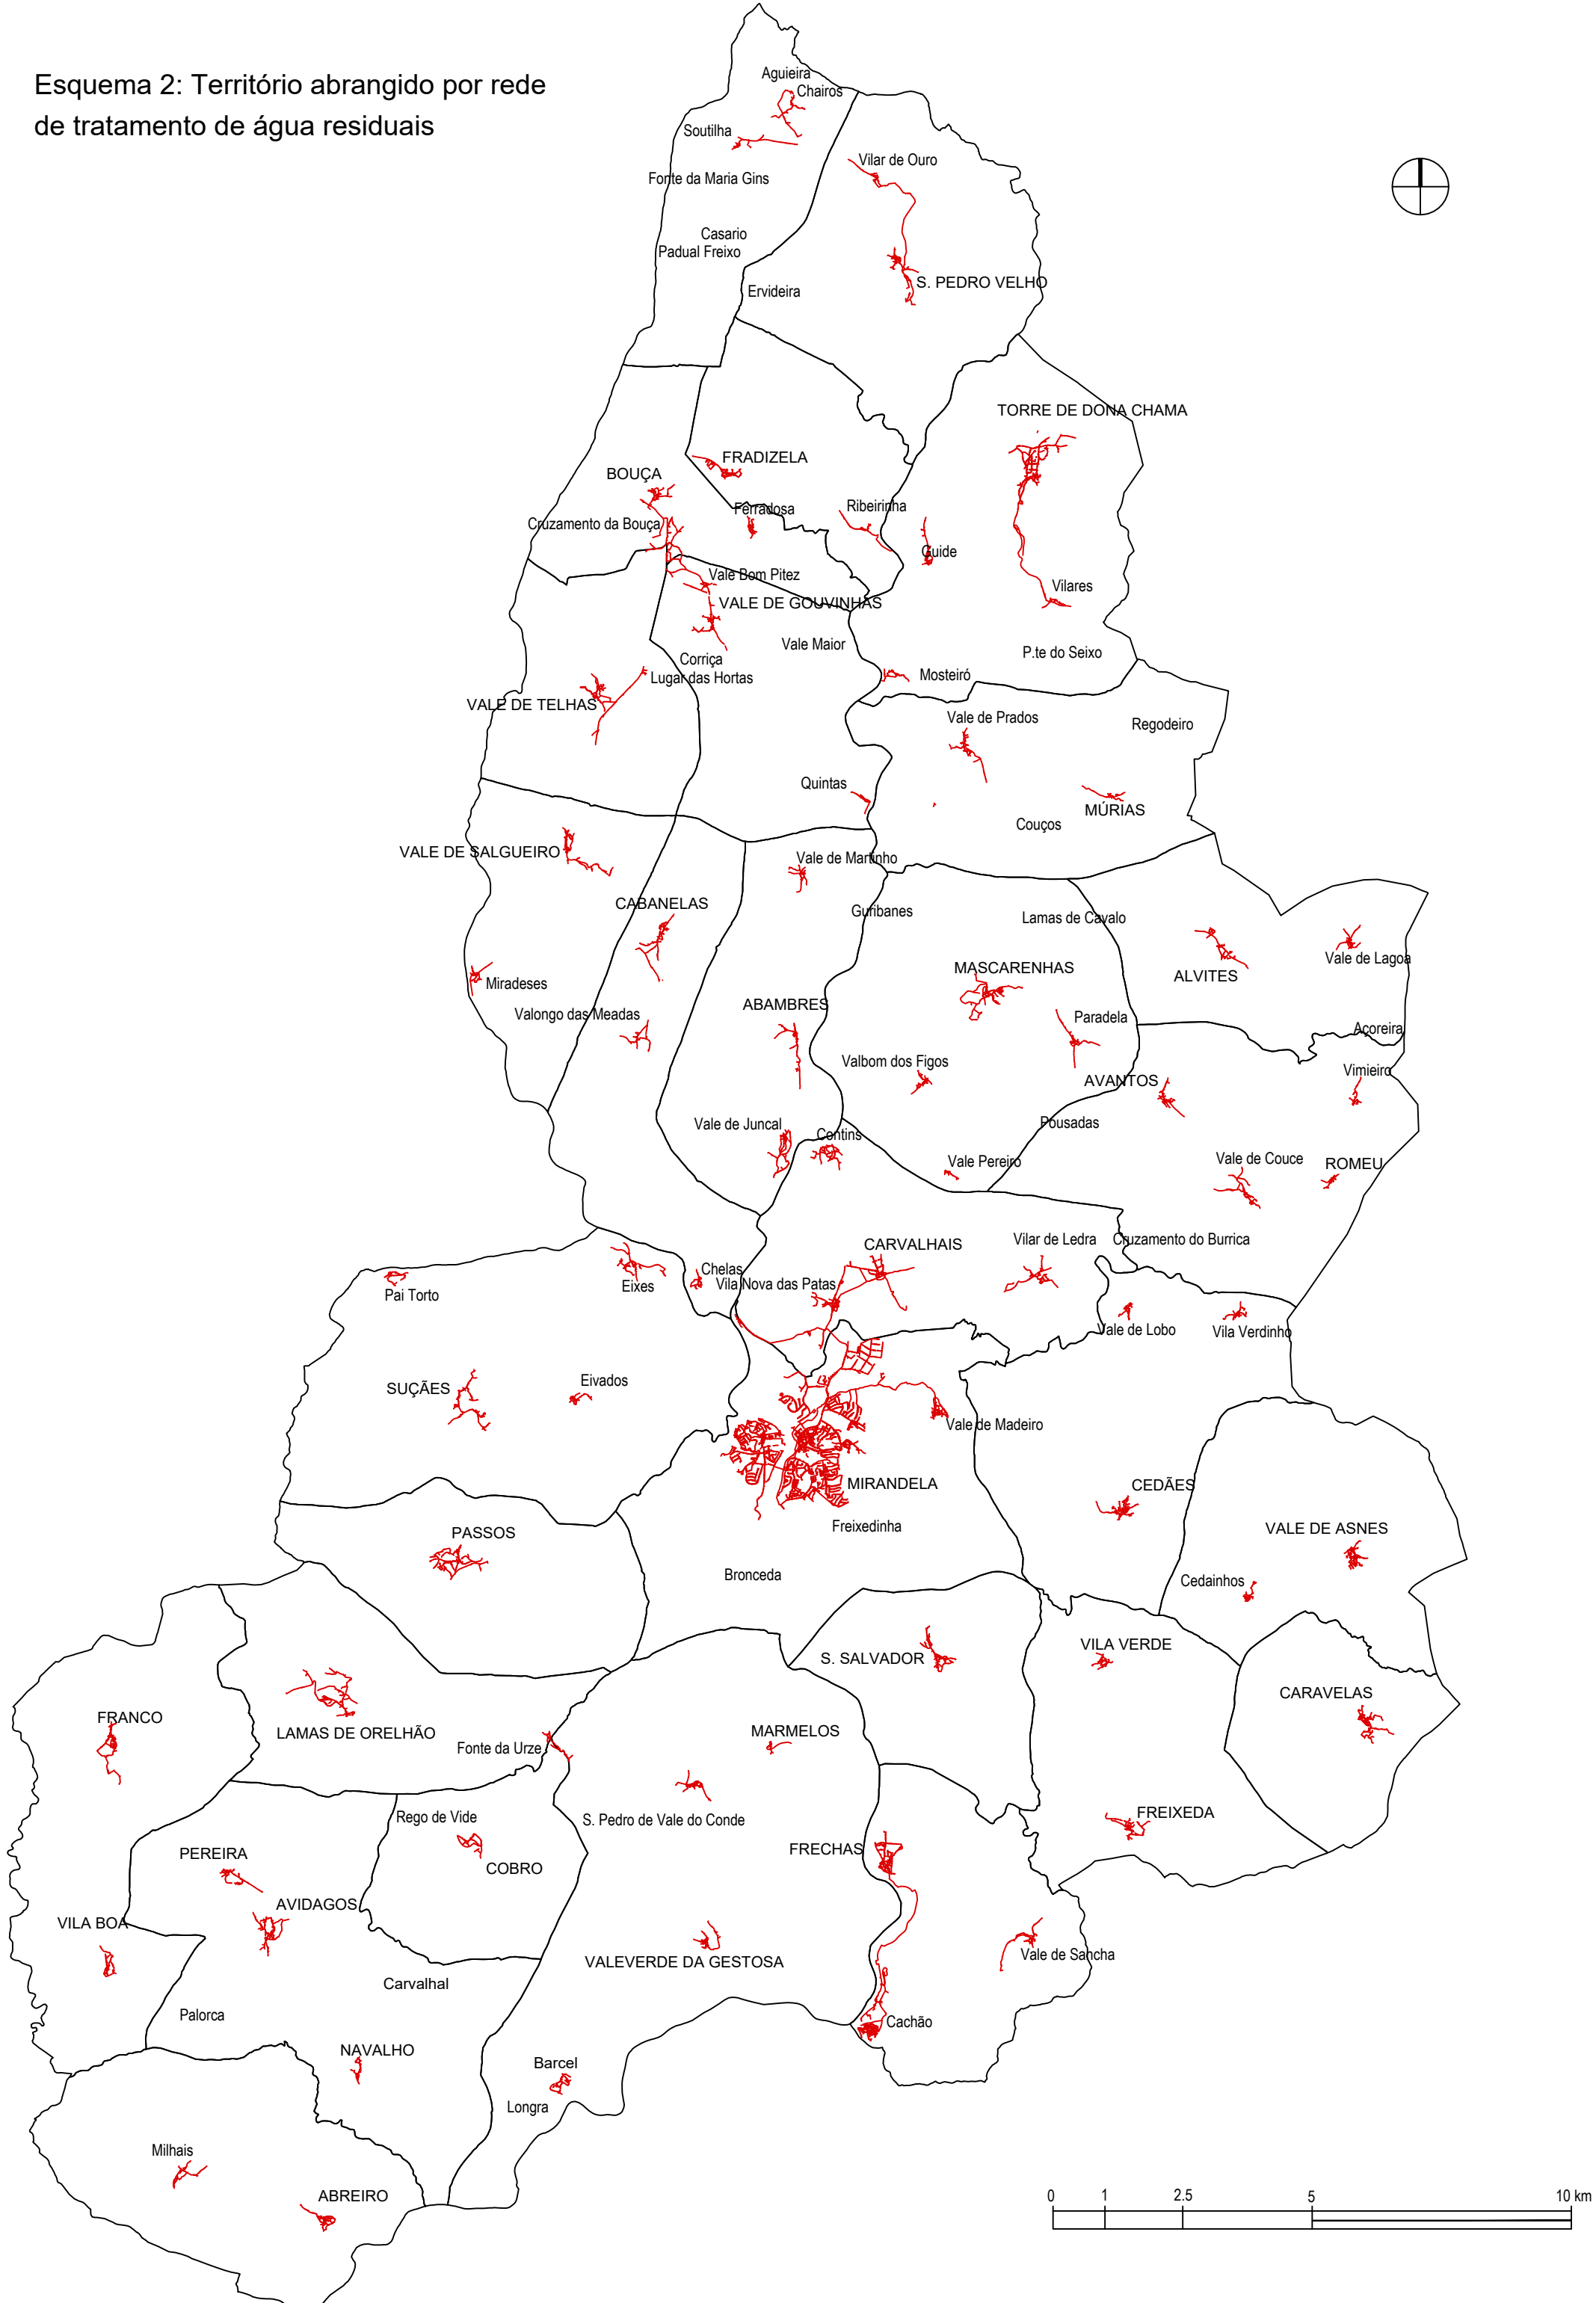 Esquema 2: Território abrangido por rede
de tratamento de água residuais
Aguieira
Chairos
Soutilha
Vilar de Ouro
Fonte da Maria Gins
Casario
Padual Freixo
S. PEDRO VELHO
Ervideira
TORRE DE DONA CHAMA
FRADIZELA
BOUÇA
Ferradosa
Ribeirinha
Cruzamento da Bouça
Guide
Vale Bom Pitez
Vilares
VALE DE GOUVINHAS
Vale Maior
P.te do Seixo
Corriça
Lugar das Hortas
Mosteiró
VALE DE TELHAS
Vale de Prados
Regodeiro
Quintas
MÚRIAS
Couços
VALE DE SALGUEIRO
Vale de Martinho
CABANELAS
Guribanes
Lamas de Cavalo
Vale de Lagoa
MASCARENHAS
ALVITES
Miradeses
ABAMBRES
Valongo das Meadas
Paradela
Açoreira
Valbom dos Figos
Vimieiro
AVANTOS
Vale de Juncal
Pousadas
Contins
Vale Pereiro
Vale de Couce
ROMEU
CARVALHAIS
Vilar de Ledra
Cruzamento do Burrica
Chelas
Vila Nova das Patas
Eixes
Pai Torto
Vale de Lobo
Vila Verdinho
SUÇÃES
Eivados
Vale de Madeiro
MIRANDELA
CEDÃES
Freixedinha
VALE DE ASNES
PASSOS
Bronceda
Cedainhos
VILA VERDE
S. SALVADOR
CARAVELAS
FRANCO
LAMAS DE ORELHÃO
MARMELOS
Fonte da Urze
Rego de Vide
S. Pedro de Vale do Conde
FREIXEDA
PEREIRA
FRECHAS
COBRO
AVIDAGOS
VILA BOA
Vale de Sancha
VALEVERDE DA GESTOSA
Carvalhal
Palorca
Cachão
NAVALHO
Barcel
Longra
Milhais
ABREIRO
0 1 2.5 5 10 km